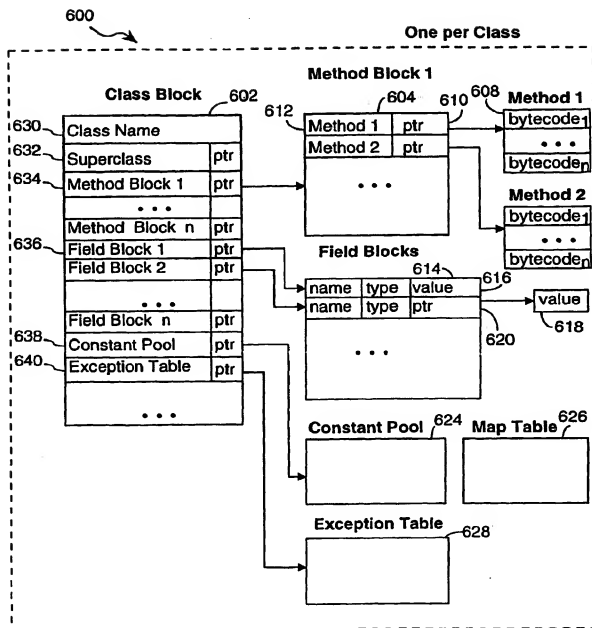 600
One per Class
Class Block
602
630
Class Name
632
Superclass ptr
634
Method Block 1 ptr
• • •
Method Block n ptr
636
Field Block 1 ptr
Field Block 2 ptr
• • •
Field Block n ptr
638
Constant Pool ptr
640
Exception Table ptr
• • •
Method Block 1
604
610
612
Method 1 ptr
Method 2 ptr
• • •
608
Method 1
bytecode1
• • •
bytecoden
Method 2
bytecode1
• • •
bytecoden
Field Blocks
614
616
name type value
name type ptr
620
• • •
value
618
Constant Pool
624
Map Table
626
Exception Table
628